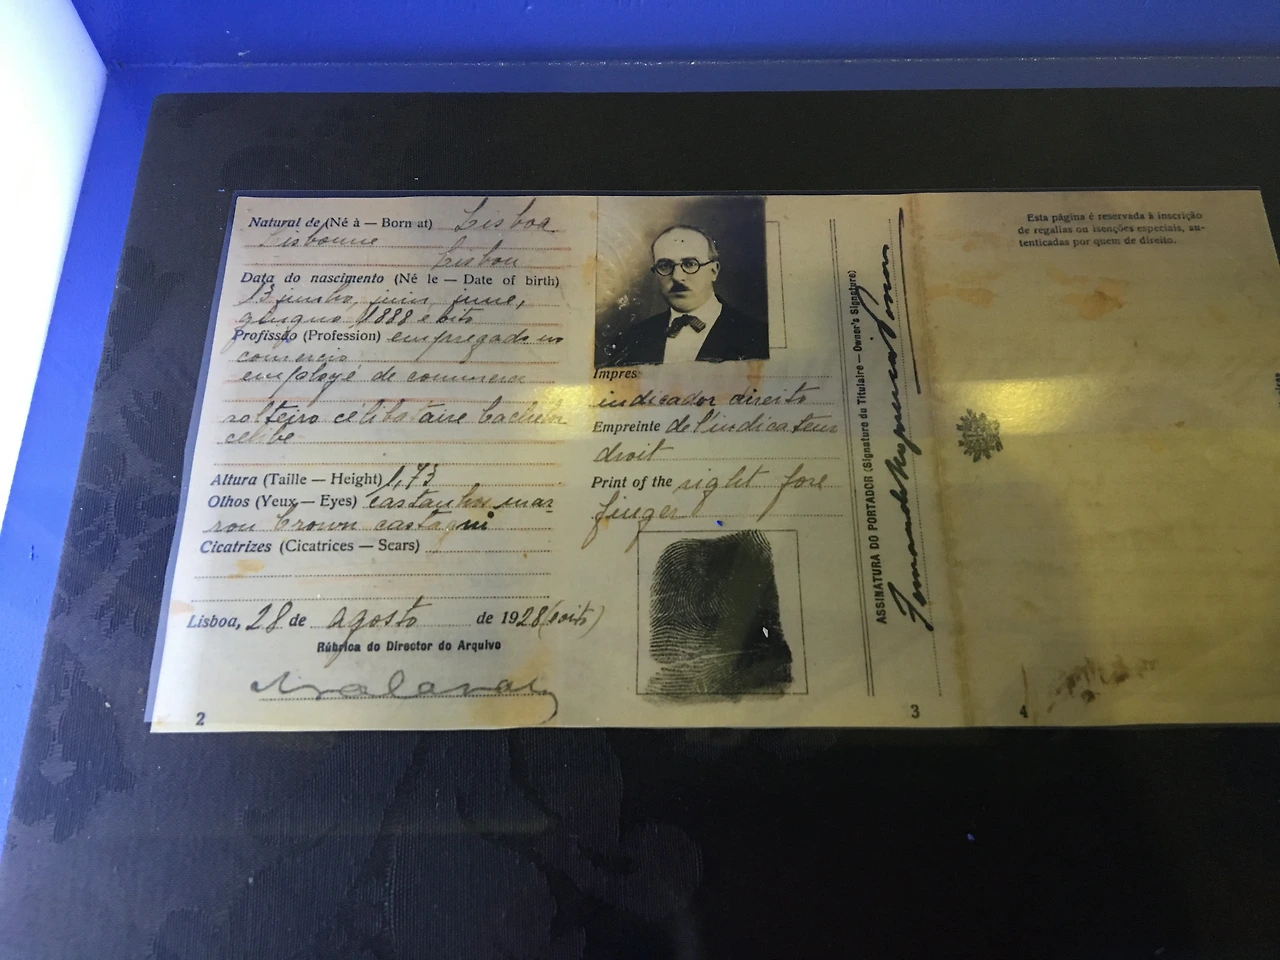 Natural de (Né à — Born at) Lisboa
Lisbonne
Lisbon
Data do nascimento (Né le — Date of birth)
13 junho, juin, june,
giugno 1888 e oito
Profissão (Profession) empregado no
comercio
employé de commerce
solteiro célibataire bachelor
celibe
Altura (Taille — Height) 1,73
Olhos (Yeux — Eyes) castanhos mar-
ron brown castagni
Cicatrizes (Cicatrices — Scars)
Lisboa, 28 de agosto de 1928 (oito)
Rúbrica do Director do Arquivo
2
Impres
indicador direito
Empreinte de l'indicateur
droit
Print of the right fore
finger
ASSINATURA DO PORTADOR (Signature du Titulaire — Owner's Signature)
Fernando Nogueira Pessoa
3
Esta página é reservada à inscrição
de regalias ou isenções especiais, au-
tenticadas por quem de direito.
4